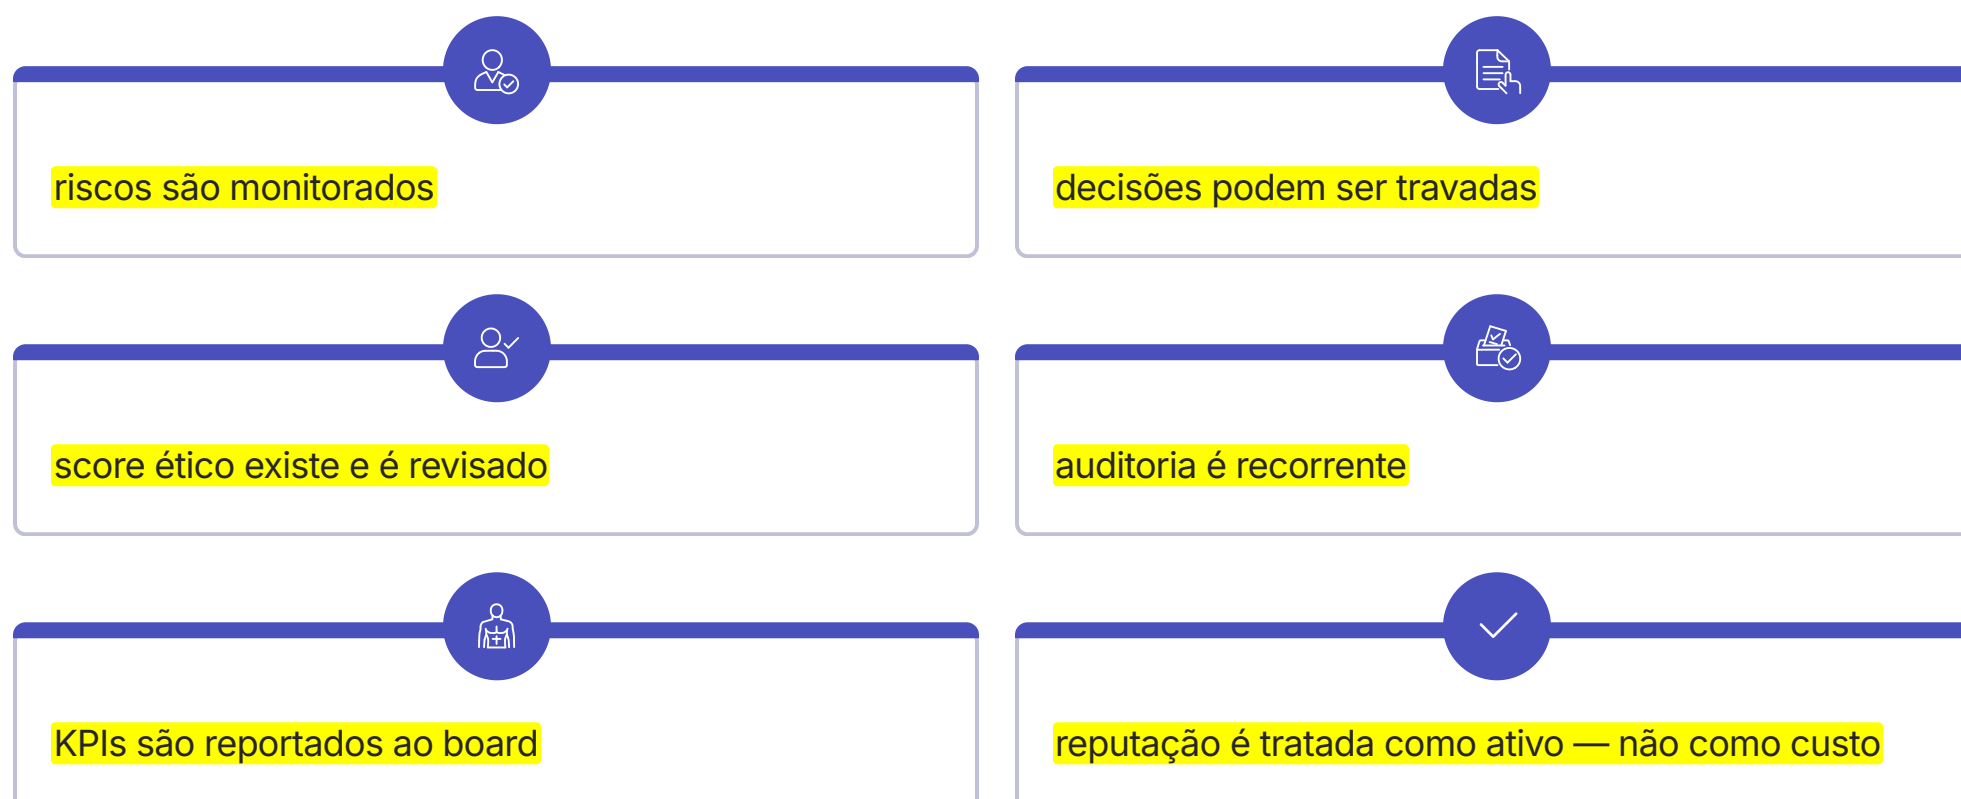 riscos são monitorados
decisões podem ser travadas
score ético existe e é revisado
auditoria é recorrente
KPIs são reportados ao board
reputação é tratada como ativo — não como custo